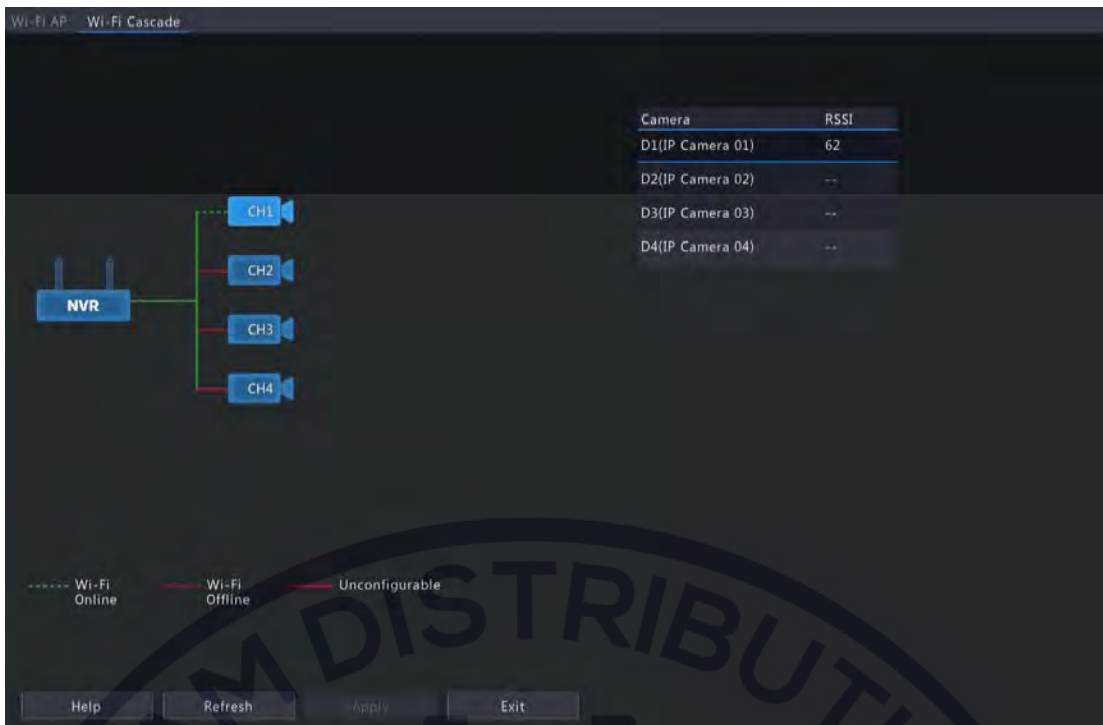 Wi-Fi AP Wi-Fi Cascade
Camera RSSI
D1(IP Camera 01) 62
D2(IP Camera 02) --
D3(IP Camera 03) --
D4(IP Camera 04) --
CH1
CH2
NVR
CH3
CH4
Wi-Fi Online
Wi-Fi Offline
Unconfigurable
Help Refresh Apply Exit
M DISTRIBUT